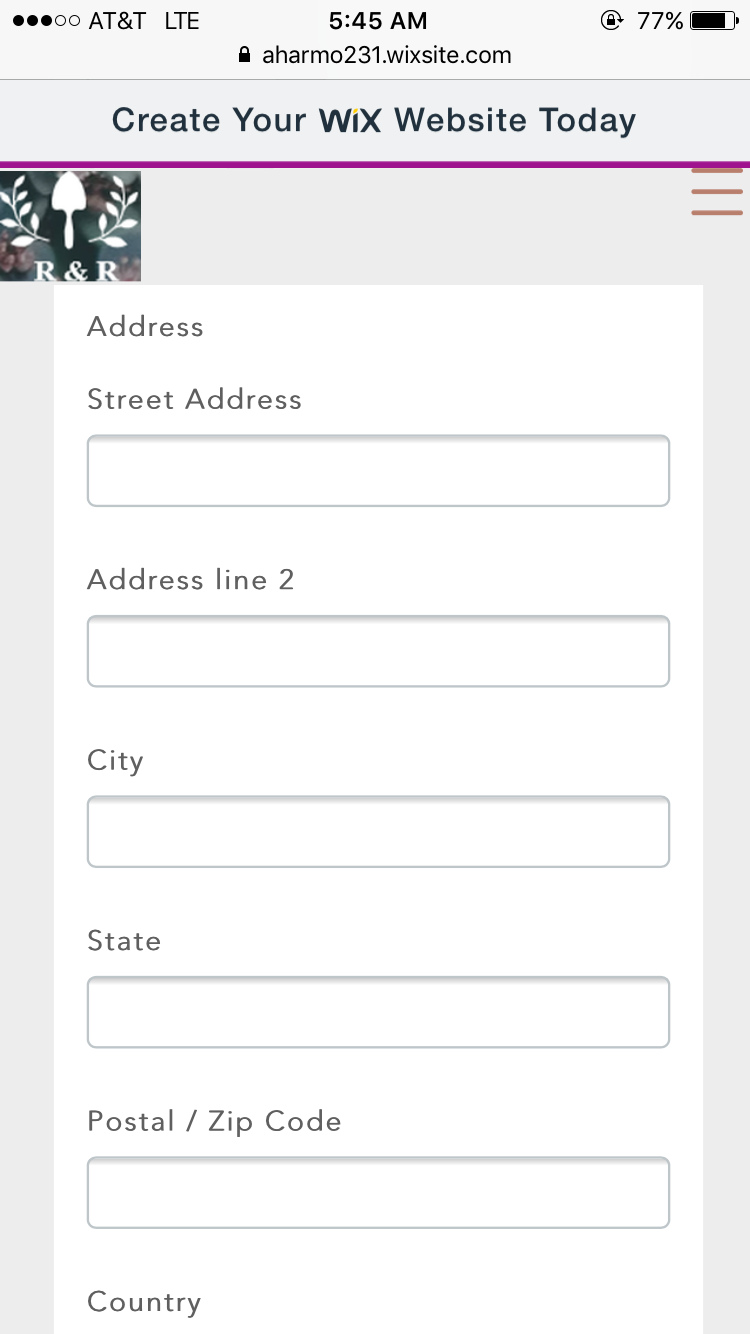 AT&T LTE 5:45 AM 77%
aharmo231.wixsite.com
Create Your WiX Website Today
R & R
Address
Street Address
Address line 2
City
State
Postal / Zip Code
Country